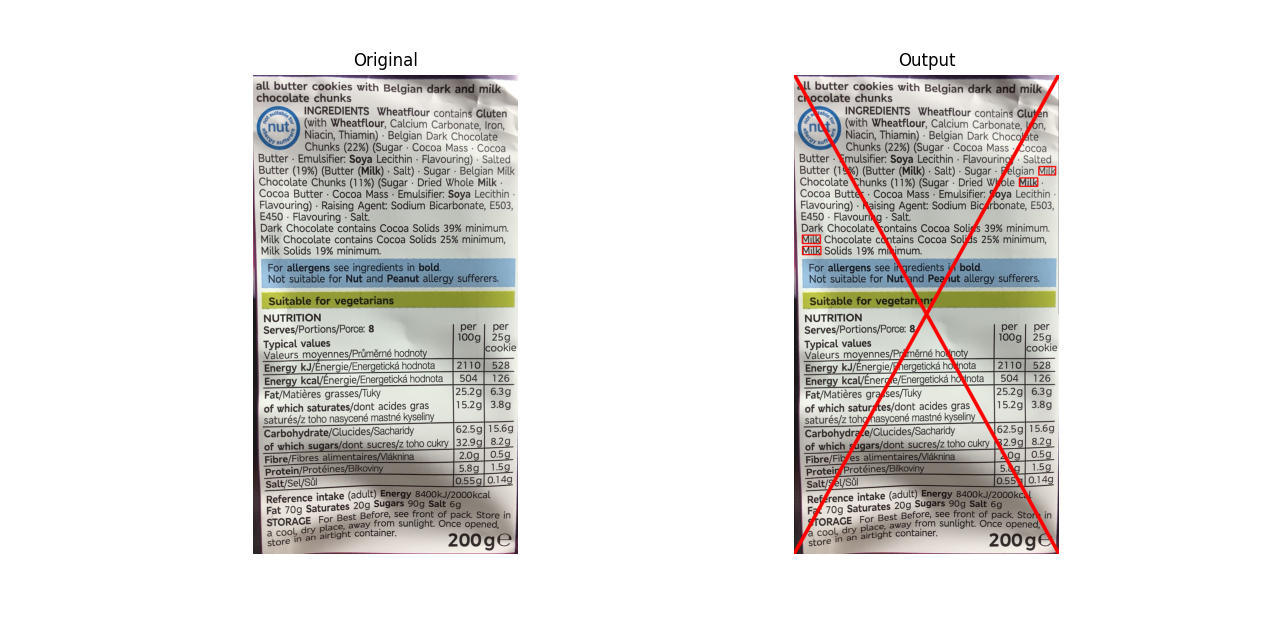 Original
all butter cookies with Belgian dark and milk
chocolate chunks
nut
INGREDIENTS Wheatflour contains Gluten
(with Wheatflour, Calcium Carbonate, Iron,
Niacin, Thiamin) · Belgian Dark Chocolate
Chunks (22%) (Sugar · Cocoa Mass · Cocoa
Butter · Emulsifier: Soya Lecithin · Flavouring) · Salted
Butter (19%) (Butter (Milk) · Salt) · Sugar · Belgian Milk
Chocolate Chunks (11%) (Sugar · Dried Whole Milk ·
Cocoa Butter · Cocoa Mass · Emulsifier: Soya Lecithin ·
Flavouring) · Raising Agent: Sodium Bicarbonate, E503,
E450 · Flavouring · Salt.
Dark Chocolate contains Cocoa Solids 39% minimum.
Milk Chocolate contains Cocoa Solids 25% minimum,
Milk Solids 19% minimum.
For allergens see ingredients in bold.
Not suitable for Nut and Peanut allergy sufferers.
Suitable for vegetarians
NUTRITION
Serves/Portions/Porce: 8 per 100g per 25g cookie
Typical values
Valeurs moyennes/Průměrné hodnoty
Energy kJ/Énergie/Energetická hodnota 2110 528
Energy kcal/Énergie/Energetická hodnota 504 126
Fat/Matières grasses/Tuky 25.2g 6.3g
of which saturates/dont acides gras 15.2g 3.8g
saturés/z toho nasycené mastné kyseliny
Carbohydrate/Glucides/Sacharidy 62.5g 15.6g
of which sugars/dont sucres/z toho cukry 32.9g 8.2g
Fibre/Fibres alimentaires/Vláknina 2.0g 0.5g
Protein/Protéines/Bílkoviny 5.8g 1.5g
Salt/Sel/Sůl 0.55g 0.14g
Reference intake (adult) Energy 8400kJ/2000kcal
Fat 70g Saturates 20g Sugars 90g Salt 6g
STORAGE For Best Before, see front of pack. Store in
a cool, dry place, away from sunlight. Once opened,
store in an airtight container.
200g℮
Output
all butter cookies with Belgian dark and milk
chocolate chunks
nut
INGREDIENTS Wheatflour contains Gluten
(with Wheatflour, Calcium Carbonate, Iron,
Niacin, Thiamin) · Belgian Dark Chocolate
Chunks (22%) (Sugar · Cocoa Mass · Cocoa
Butter · Emulsifier: Soya Lecithin · Flavouring) · Salted
Butter (19%) (Butter (Milk) · Salt) · Sugar · Belgian Milk
Chocolate Chunks (11%) (Sugar · Dried Whole Milk ·
Cocoa Butter · Cocoa Mass · Emulsifier: Soya Lecithin ·
Flavouring) · Raising Agent: Sodium Bicarbonate, E503,
E450 · Flavouring · Salt.
Dark Chocolate contains Cocoa Solids 39% minimum.
Milk Chocolate contains Cocoa Solids 25% minimum,
Milk Solids 19% minimum.
For allergens see ingredients in bold.
Not suitable for Nut and Peanut allergy sufferers.
Suitable for vegetarians
NUTRITION
Serves/Portions/Porce: 8 per 100g per 25g cookie
Typical values
Valeurs moyennes/Průměrné hodnoty
Energy kJ/Énergie/Energetická hodnota 2110 528
Energy kcal/Énergie/Energetická hodnota 504 126
Fat/Matières grasses/Tuky 25.2g 6.3g
of which saturates/dont acides gras 15.2g 3.8g
saturés/z toho nasycené mastné kyseliny
Carbohydrate/Glucides/Sacharidy 62.5g 15.6g
of which sugars/dont sucres/z toho cukry 32.9g 8.2g
Fibre/Fibres alimentaires/Vláknina 2.0g 0.5g
Protein/Protéines/Bílkoviny 5.8g 1.5g
Salt/Sel/Sůl 0.55g 0.14g
Reference intake (adult) Energy 8400kJ/2000kcal
Fat 70g Saturates 20g Sugars 90g Salt 6g
STORAGE For Best Before, see front of pack. Store in
a cool, dry place, away from sunlight. Once opened,
store in an airtight container.
200g℮